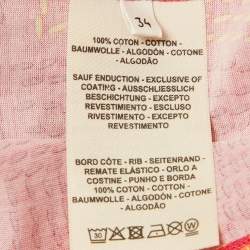 34
100% COTON - COTTON -
BAUMWOLLE - ALGODÓN - COTONE
- ALGODÃO
SAUF ENDUCTION - EXCLUSIVE OF
COATING - AUSSCHLIESSLICH
BESCHICHTUNG - EXCEPTO
REVESTIMIENTO - ESCLUSO
RIVESTIMENTO - EXCEPTO
REVESTIMENTO
BORD CÔTE - RIB - SEITENRAND -
REMATE ELÁSTICO - ORLO A
COSTINE - PUNHO E BORDA
100% COTON - COTTON -
BAUMWOLLE - ALGODÓN - COTONE
- ALGODÃO
30